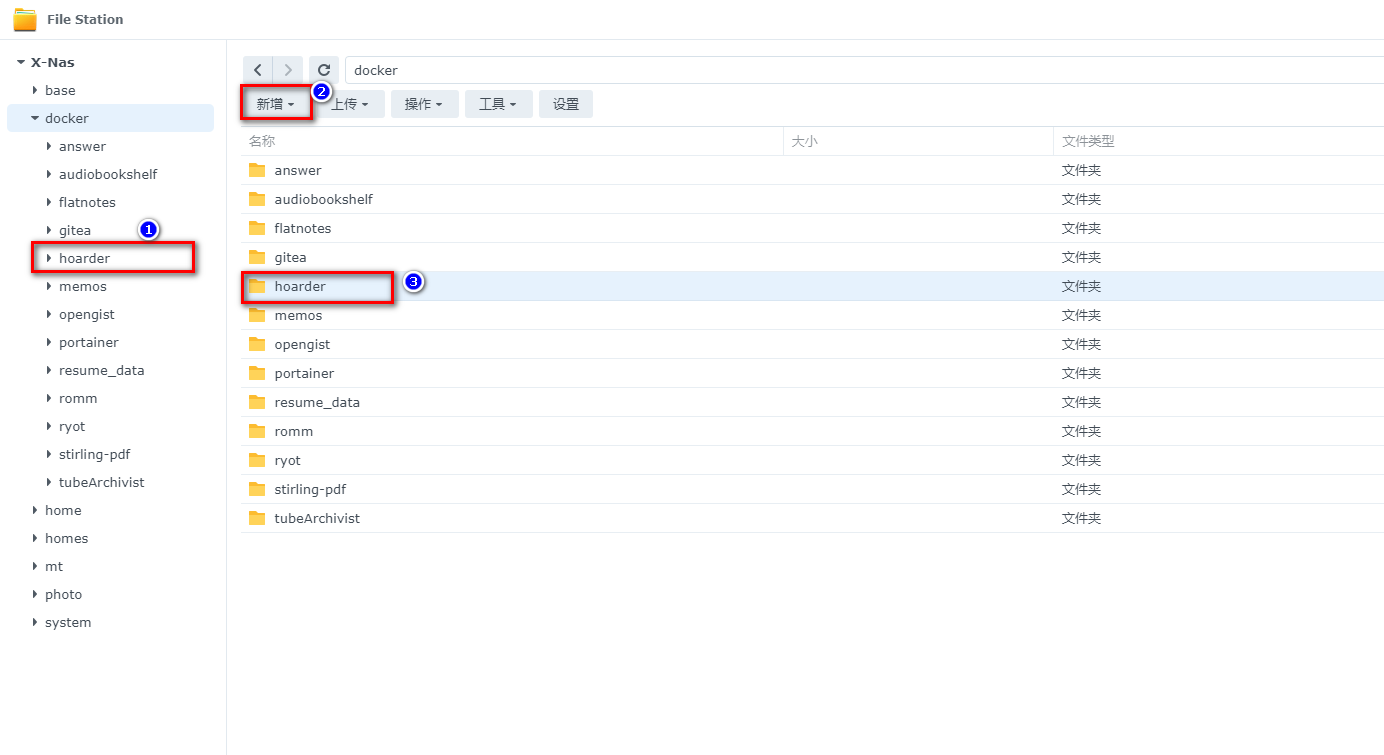 File Station
X-Nas
base
docker
answer
audiobookshelf
flatnotes
gitea
1
hoarder
memos
opengist
portainer
resume_data
romm
ryot
stirling-pdf
tubeArchivist
home
homes
mt
photo
system
docker
2
新增 上传 操作 工具 设置
名称 大小 文件类型
answer 文件夹
audiobookshelf 文件夹
flatnotes 文件夹
gitea 文件夹
hoarder 3 文件夹
memos 文件夹
opengist 文件夹
portainer 文件夹
resume_data 文件夹
romm 文件夹
ryot 文件夹
stirling-pdf 文件夹
tubeArchivist 文件夹